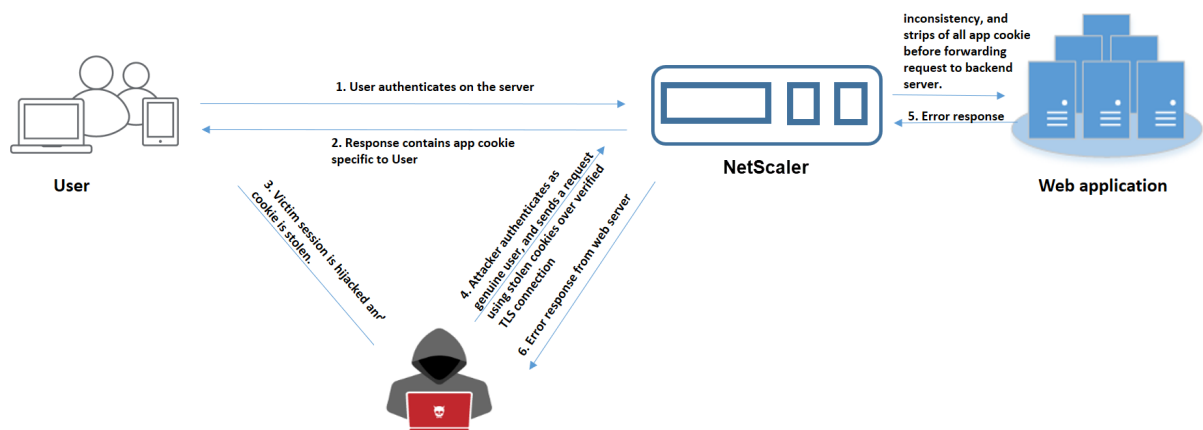 inconsistency, and
strips of all app cookie
before forwarding
request to backend
server.
1. User authenticates on the server
5. Error response
2. Response contains app cookie
specific to User
NetScaler
User
Web application
3. Victim session is hijacked and
cookie is stolen.
4. Attacker authenticates as
genuine user, and sends a request
using stolen cookies over verified
TLS connection
6. Error response from web server